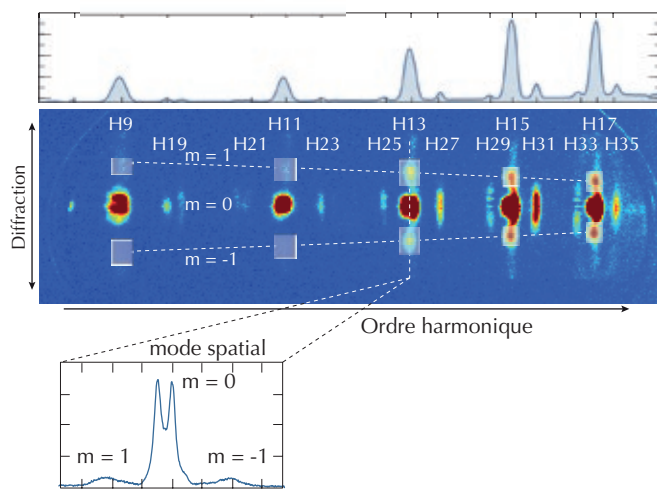 H9 H11 H13 H15 H17
H19 H21 H23 H25 H27 H29 H31 H33 H35
m = 1
m = 0
m = -1
Diffraction
Ordre harmonique
mode spatial
m = 0
m = 1 m = -1